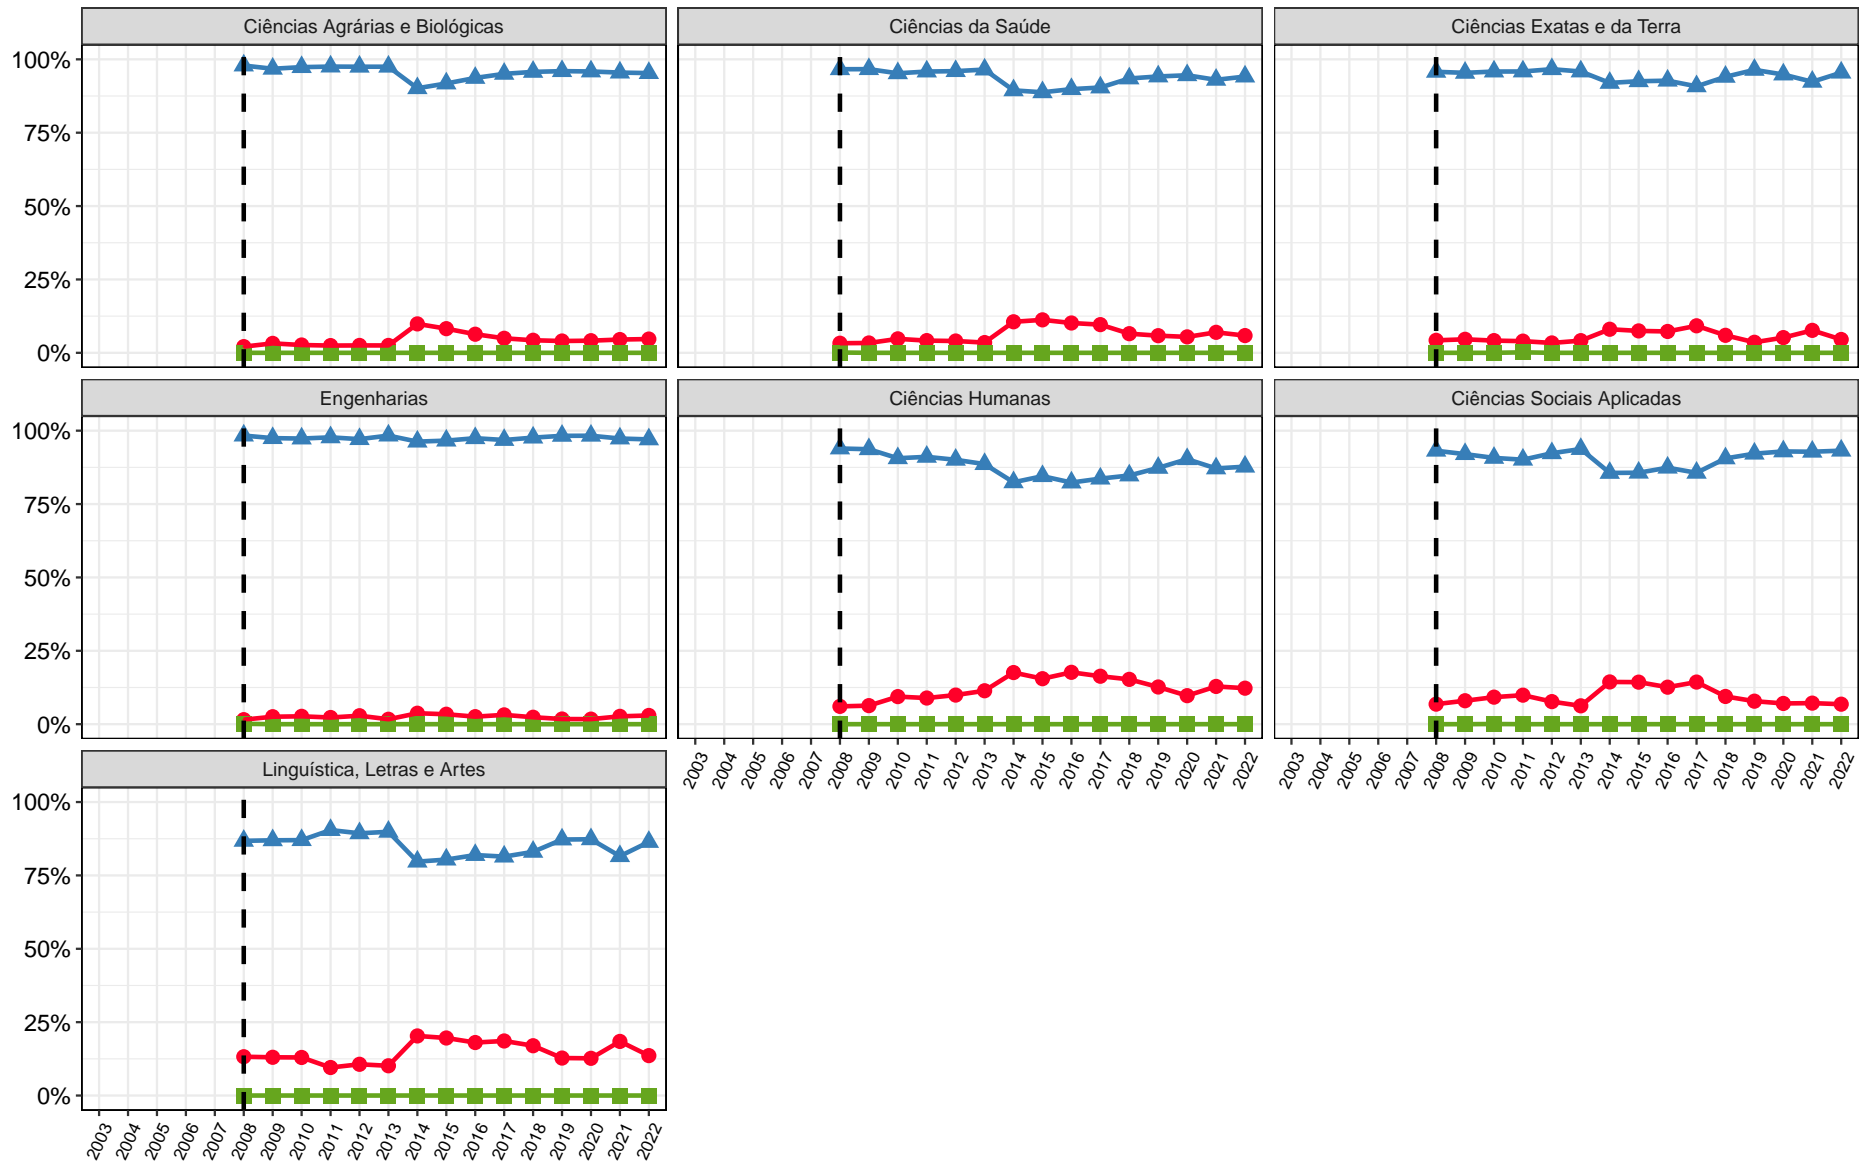 Ciências Agrárias e Biológicas
Ciências da Saúde
Ciências Exatas e da Terra
100%
75%
50%
25%
0%
Engenharias
Ciências Humanas
Ciências Sociais Aplicadas
100%
75%
50%
25%
0%
2003 2004 2005 2006 2007 2008 2009 2010 2011 2012 2013 2014 2015 2016 2017 2018 2019 2020 2021 2022
2003 2004 2005 2006 2007 2008 2009 2010 2011 2012 2013 2014 2015 2016 2017 2018 2019 2020 2021 2022
Linguística, Letras e Artes
100%
75%
50%
25%
0%
2003 2004 2005 2006 2007 2008 2009 2010 2011 2012 2013 2014 2015 2016 2017 2018 2019 2020 2021 2022